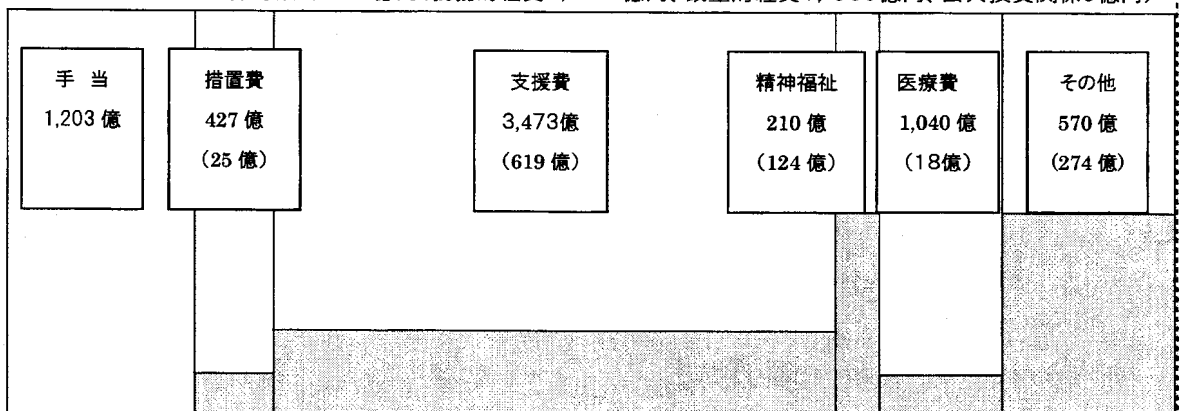 手 当
1,203 億
措置費
427 億
（25 億）
支援費
3,473億
（619 億）
精神福祉
210 億
（124 億）
医療費
1,040 億
（18億）
その他
570 億
(274 億)